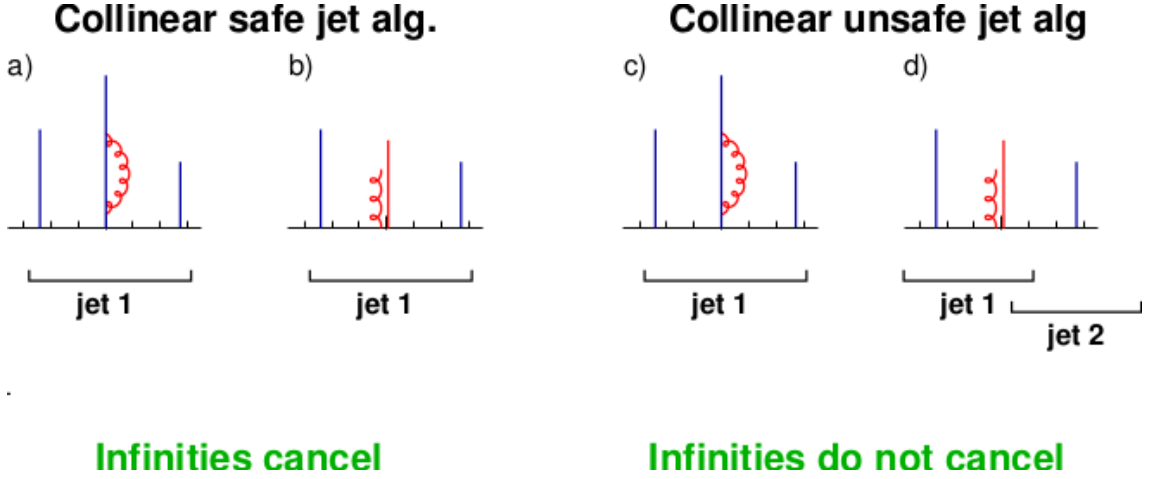 Collinear safe jet alg.
Collinear unsafe jet alg
a)
b)
c)
d)
jet 1
jet 1
jet 1
jet 1
jet 2
Infinities cancel
Infinities do not cancel